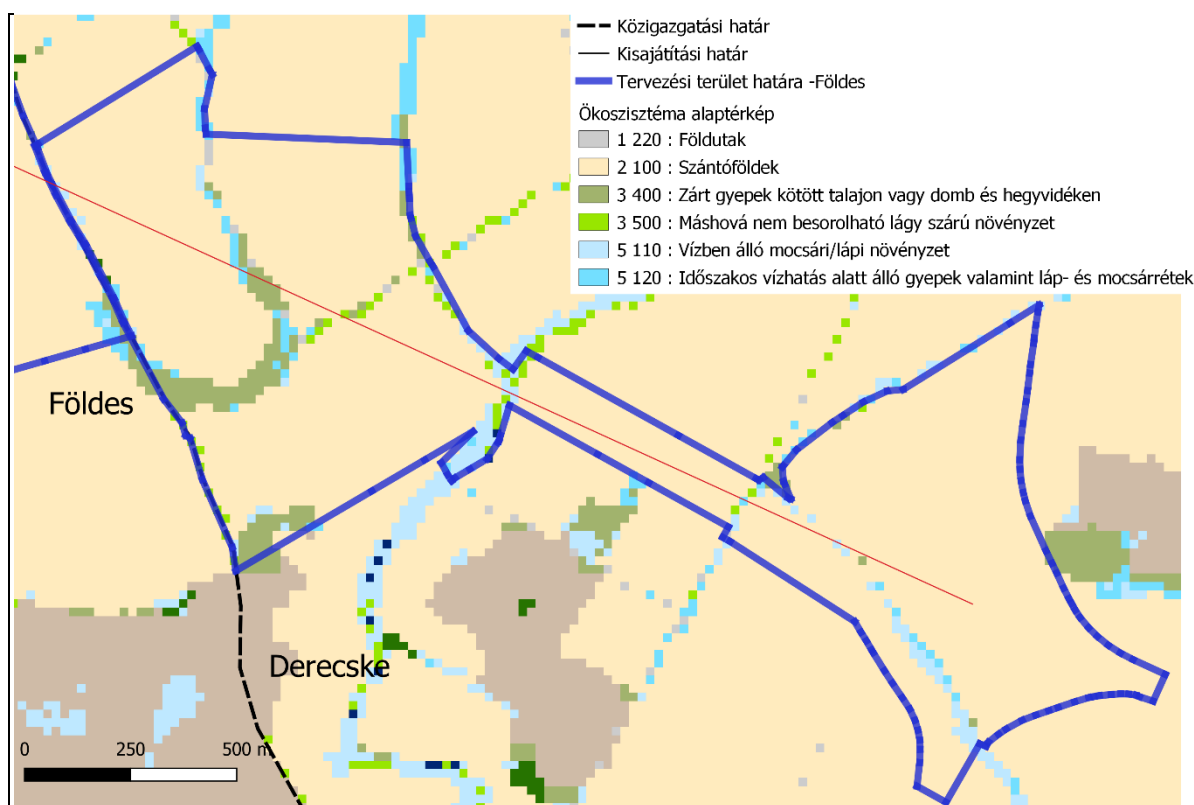 Közigazgatási határ
Kisajátítási határ
Tervezési terület határa -Földes
Ökoszisztéma alaptérkép
1 220 : Földutak
2 100 : Szántóföldek
3 400 : Zárt gyepek kötött talajon vagy domb és hegyvidéken
3 500 : Máshová nem besorolható lágy szárú növényzet
5 110 : Vízben álló mocsári/lápi növényzet
5 120 : Időszakos vízhatás alatt álló gyepek valamint láp- és mocsárrétek
Földes
Derecske
0 250 500 m